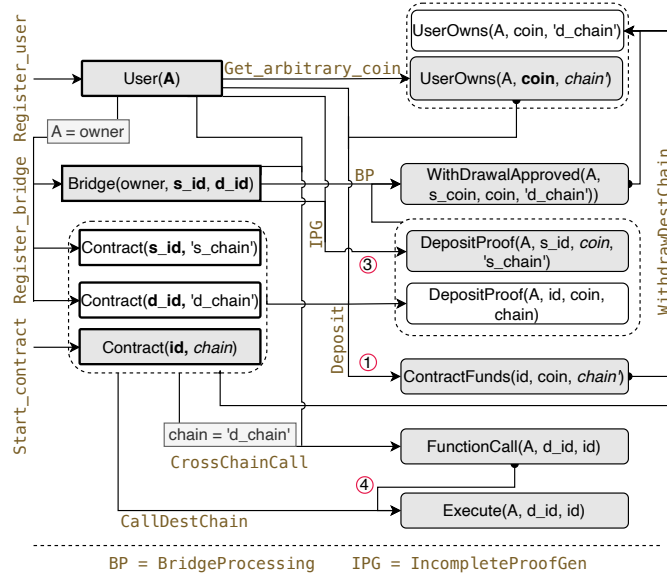 UserOwns(A, coin, 'd_chain')
Get_arbitrary_coin
User(A)
UserOwns(A, coin, chain')
Register_user
A = owner
Bridge(owner, s_id, d_id)
BP
WithDrawalApproved(A,
s_coin, coin, 'd_chain'))
Register_bridge
IPG
WithdrawDestChain
Contract(s_id, 's_chain')
3
DepositProof(A, s_id, coin,
's_chain')
Contract(d_id, 'd_chain')
DepositProof(A, id, coin,
chain)
Deposit
Start_contract
Contract(id, chain)
1
ContractFunds(id, coin, chain')
chain = 'd_chain'
CrossChainCall
FunctionCall(A, d_id, id)
4
CallDestChain
Execute(A, d_id, id)
BP = BridgeProcessing IPG = IncompleteProofGen